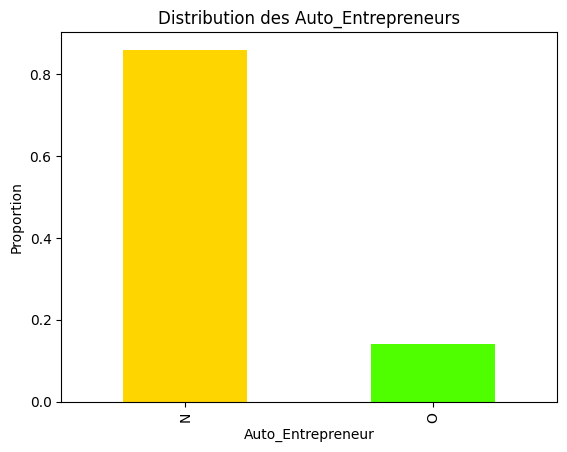 Distribution des Auto_Entrepreneurs
Proportion
0.8
0.6
0.4
0.2
0.0
N
O
Auto_Entrepreneur